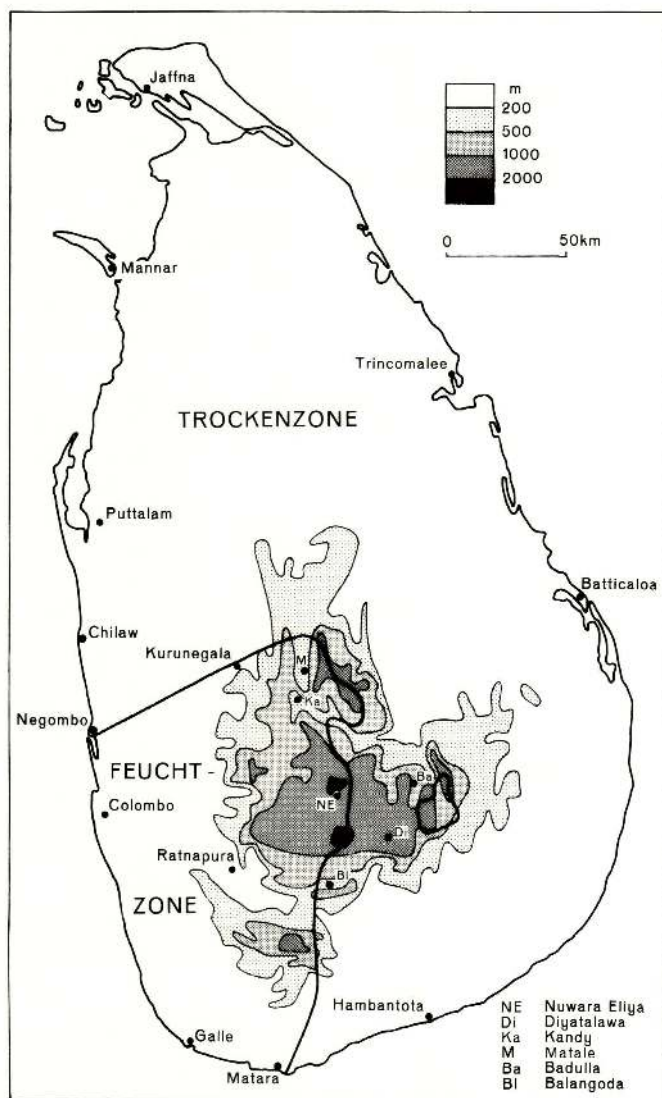 Jaffna
m
200
500
1000
2000
0 50km
Mannar
Trincomalee
TROCKENZONE
Puttalam
Batticaloa
Chilaw
Kurunegala
M
Ka
Negombo
FEUCHT-
Ba
NE
Colombo
Di
Ratnapura
Bl
ZONE
Hambantota
Galle
Matara
NE Nuwara Eliya
Di Diyatalawa
Ka Kandy
M Matale
Ba Badulla
Bl Balangoda